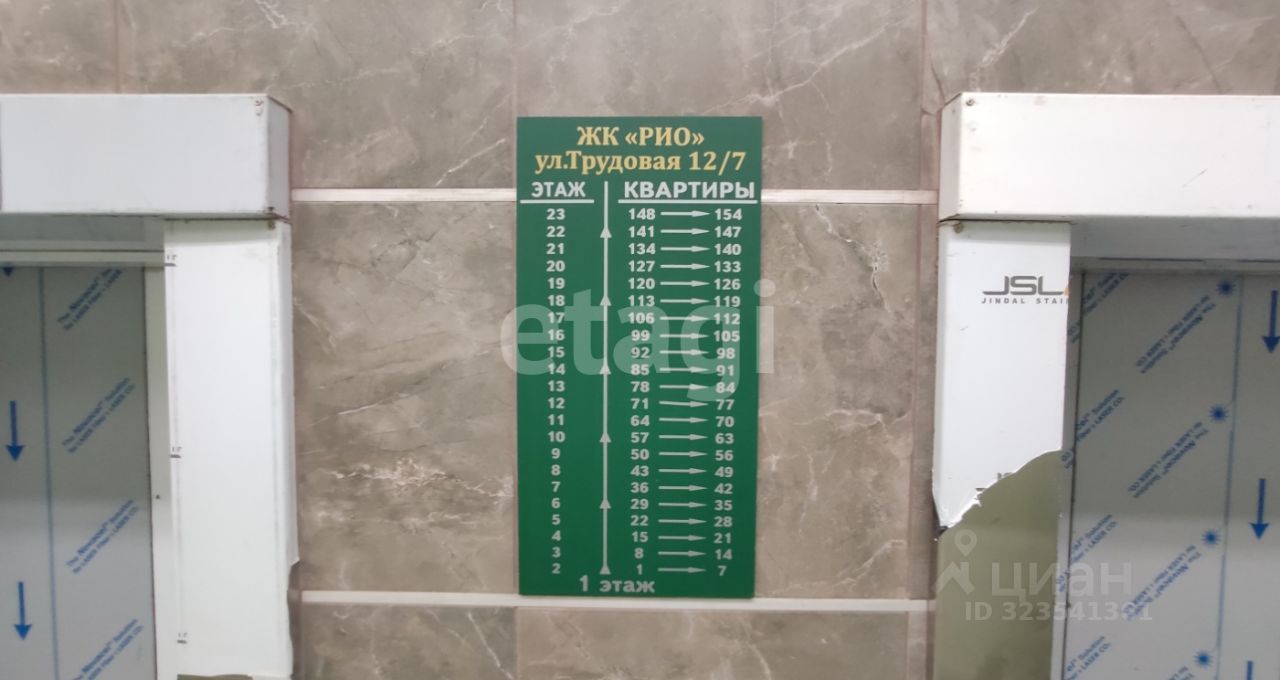 ЖК «РИО»
ул.Трудовая 12/7
ЭТАЖ КВАРТИРЫ
23 148 154
22 141 147
21 134 140
20 127 133
19 120 126
18 113 119
17 106 112
16 99 105
15 92 98
14 85 91
13 78 84
12 71 77
11 64 70
10 57 63
9 50 56
8 43 49
7 36 42
6 29 35
5 22 28
4 15 21
3 8 14
2 1 7
1 этаж
etagi
JSL
JINDAL STAI
циан
ID 323541391